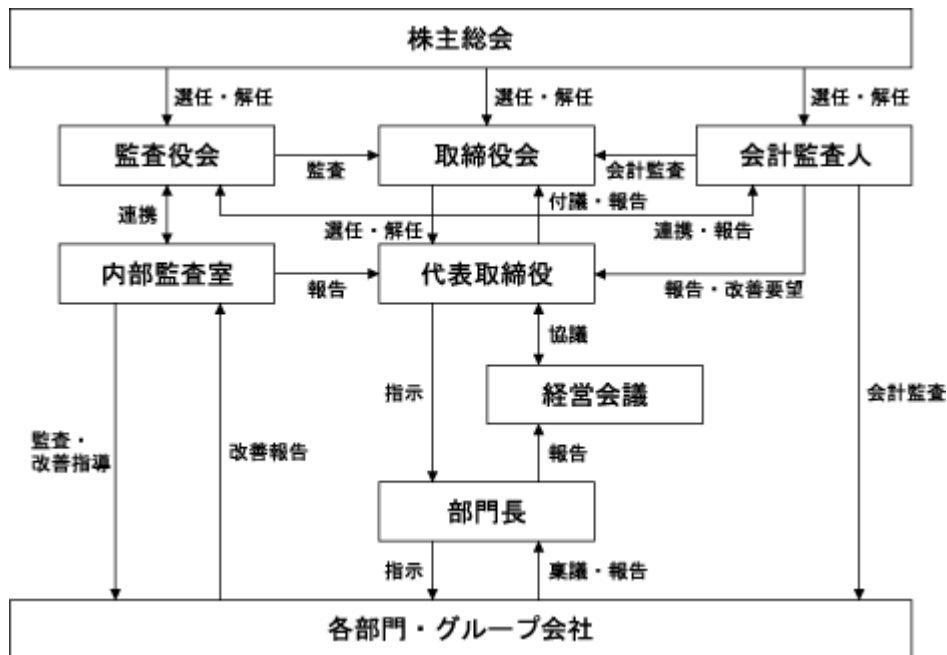 株主総会
選任・解任
選任・解任
選任・解任
監査役会
監査
取締役会
会計監査
会計監査人
連携
選任・解任
付議・報告
連携・報告
内部監査室
報告
代表取締役
報告・改善要望
協議
指示
経営会議
会計監査
監査・
改善指導
改善報告
報告
部門長
指示
稟議・報告
各部門・グループ会社